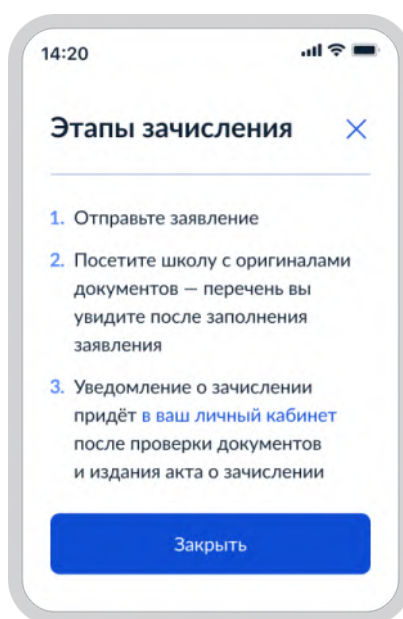 14:20
Этапы зачисления
1. Отправьте заявление
2. Посетите школу с оригиналами
документов — перечень вы
увидите после заполнения
заявления
3. Уведомление о зачислении
придёт в ваш личный кабинет
после проверки документов
и издания акта о зачислении
Закрыть